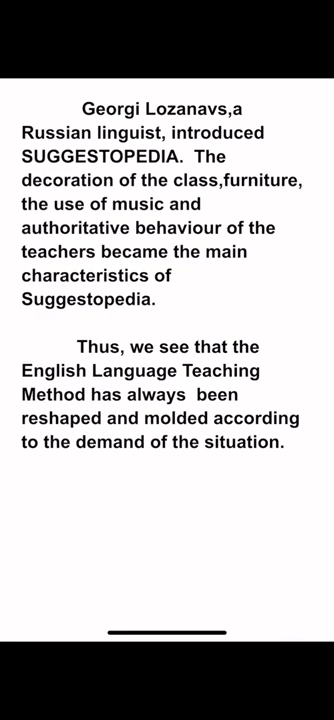 Georgi Lozanavs,a
Russian linguist, introduced
SUGGESTOPEDIA. The
decoration of the class,furniture,
the use of music and
authoritative behaviour of the
teachers became the main
characteristics of
Suggestopedia.
Thus, we see that the
English Language Teaching
Method has always been
reshaped and molded according
to the demand of the situation.